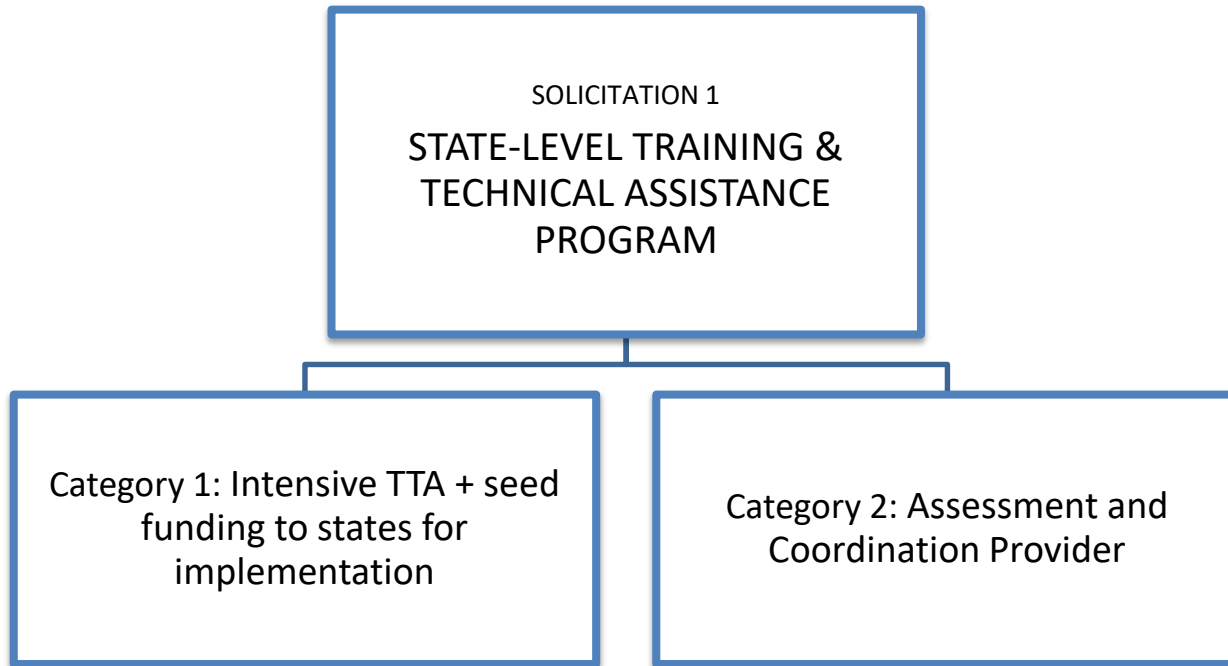 SOLICITATION 1
STATE-LEVEL TRAINING &
TECHNICAL ASSISTANCE
PROGRAM
Category 1: Intensive TTA + seed
funding to states for
implementation
Category 2: Assessment and
Coordination Provider